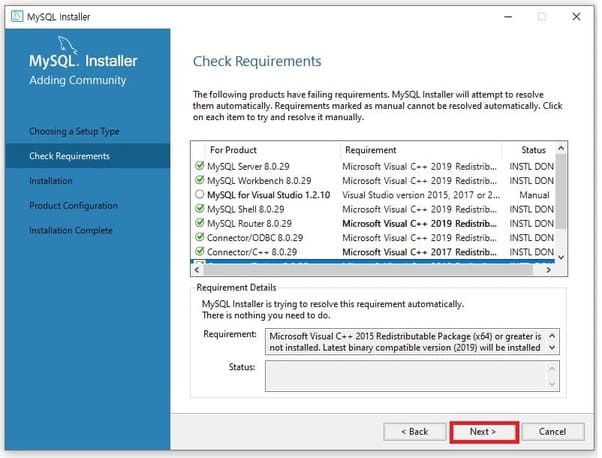 MySQL Installer
MySQL. Installer
Adding Community
Choosing a Setup Type
Check Requirements
Installation
Product Configuration
Installation Complete
Check Requirements
The following products have failing requirements. MySQL Installer will attempt to resolve
them automatically. Requirements marked as manual cannot be resolved automatically. Click
on each item to try and resolve it manually.
For Product Requirement Status
MySQL Server 8.0.29 Microsoft Visual C++ 2019 Redistrib... INSTL DON
MySQL Workbench 8.0.29 Microsoft Visual C++ 2019 Redistrib... INSTL DON
MySQL for Visual Studio 1.2.10 Visual Studio version 2015, 2017 or 2... Manual
MySQL Shell 8.0.29 Microsoft Visual C++ 2019 Redistrib... INSTL DON
MySQL Router 8.0.29 Microsoft Visual C++ 2019 Redistrib... INSTL DON
Connector/ODBC 8.0.29 Microsoft Visual C++ 2019 Redistrib... INSTL DON
Connector/C++ 8.0.29 Microsoft Visual C++ 2017 Redistrib... INSTL DON
Requirement Details
MySQL Installer is trying to resolve this requirement automatically.
There is nothing you need to do.
Requirement: Microsoft Visual C++ 2015 Redistributable Package (x64) or greater is
not installed. Latest binary compatible version (2019) will be installed
Status:
< Back Next > Cancel